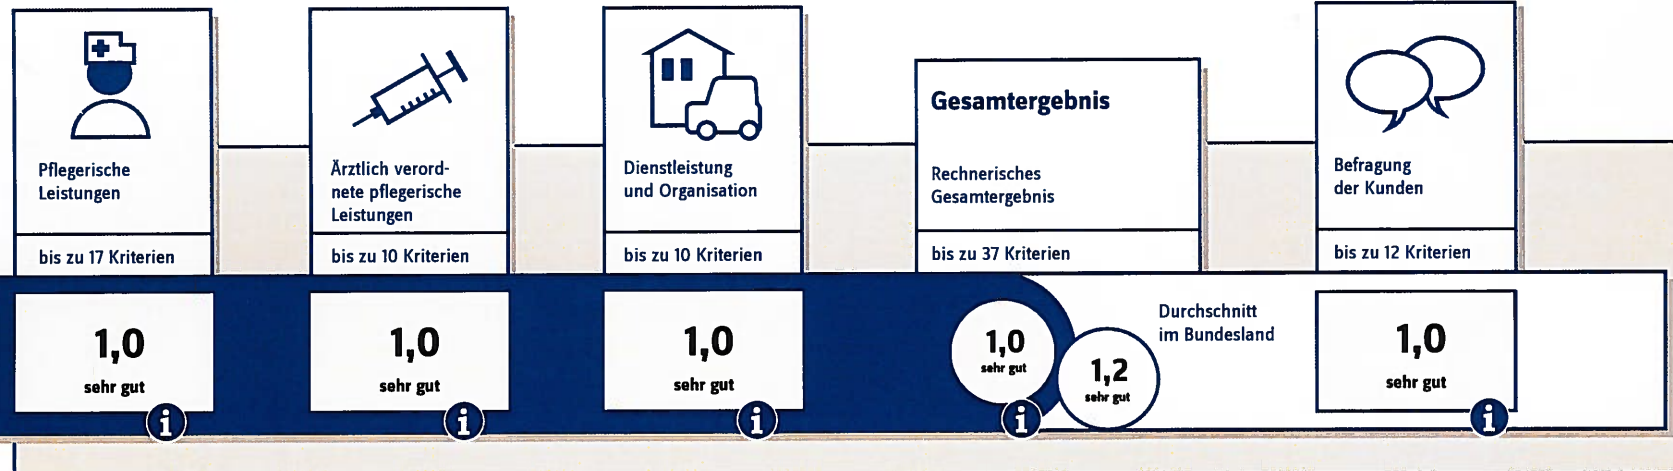 Pflegerische
Leistungen
bis zu 17 Kriterien
1,0
sehr gut
i
Ärztlich verord-
nete pflegerische
Leistungen
bis zu 10 Kriterien
1,0
sehr gut
i
Dienstleistung
und Organisation
bis zu 10 Kriterien
1,0
sehr gut
i
Gesamtergebnis
Rechnerisches
Gesamtergebnis
bis zu 37 Kriterien
1,0
sehr gut
i
Durchschnitt
im Bundesland
1,2
sehr gut
Befragung
der Kunden
bis zu 12 Kriterien
1,0
sehr gut
i